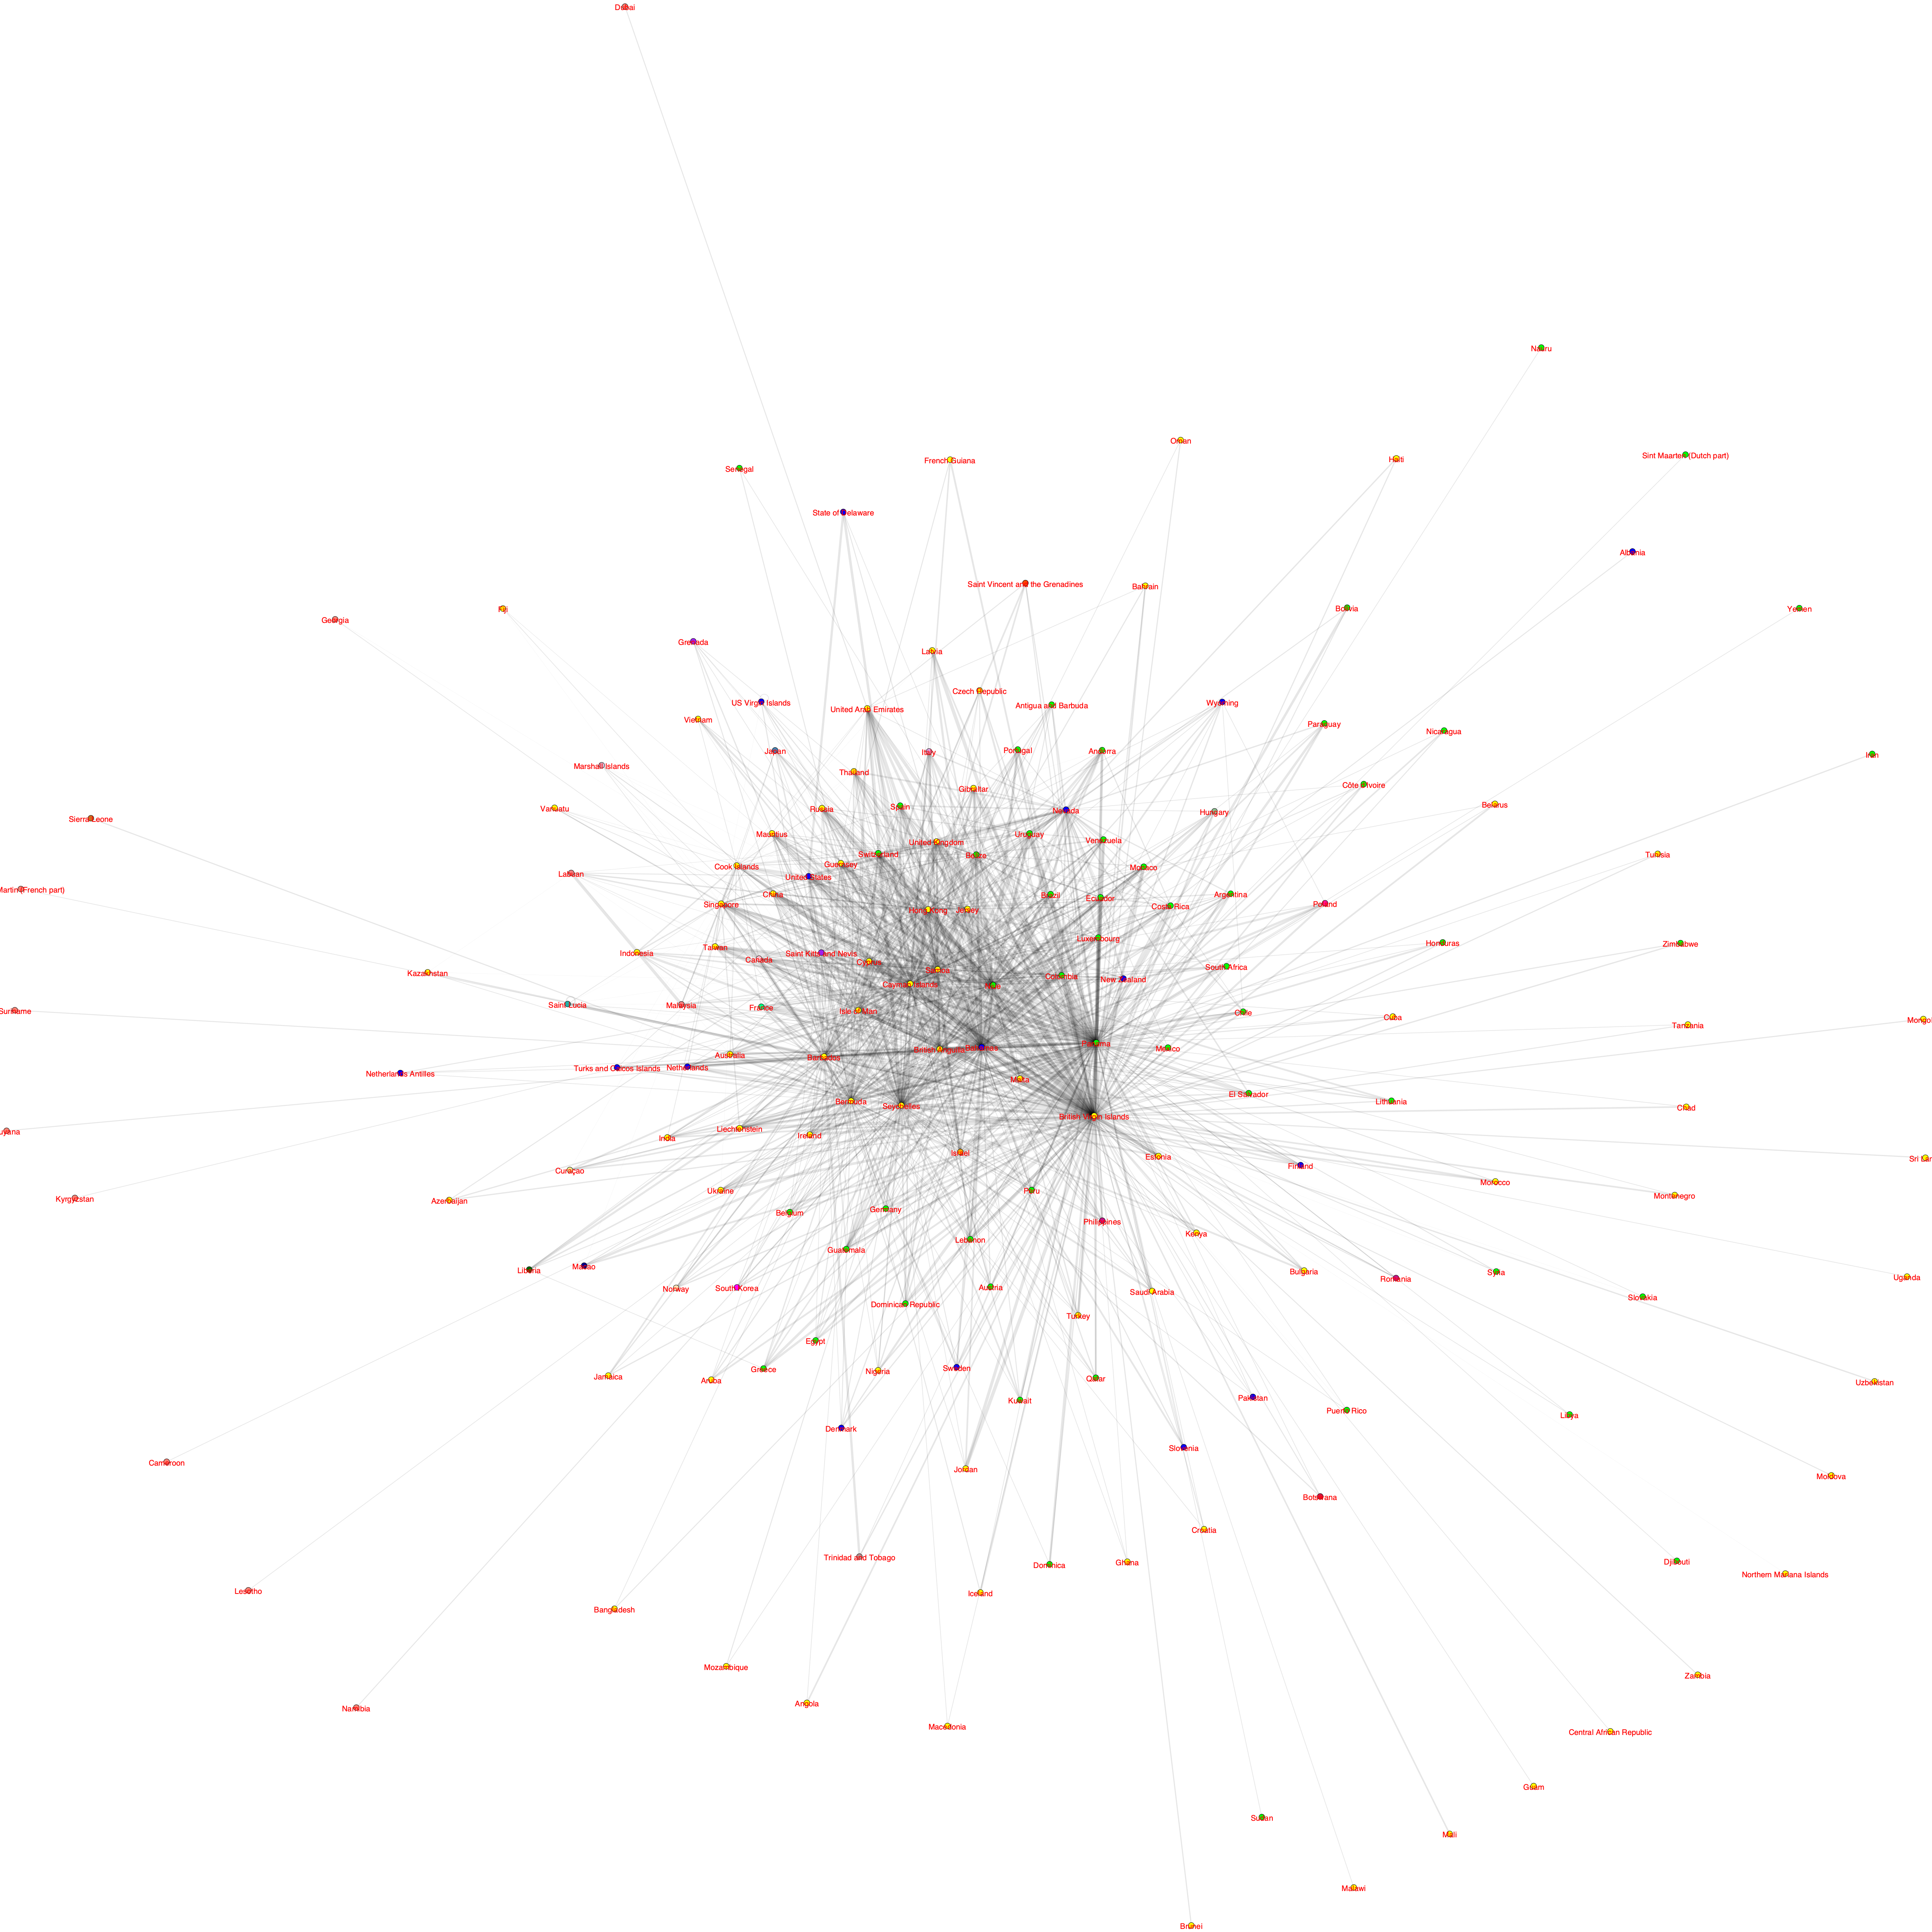 Dubai
Nauru
Oman
French Guiana
Haiti
Sint Maarten (Dutch part)
Senegal
State of Delaware
Albania
Saint Vincent and the Grenadines
Bahrain
Fiji
Bolivia
Yemen
Georgia
Grenada
Latvia
Czech Republic
US Virgin Islands
Antigua and Barbuda
Wyoming
United Arab Emirates
Vietnam
Paraguay
Nicaragua
Japan
Italy
Portugal
Andorra
Iran
Marshall Islands
Thailand
Gibraltar
Côte d'Ivoire
Vanuatu
Russia
Spain
Nevada
Hungary
Belarus
Sierra Leone
Mauritius
Uruguay
United Kingdom
Venezuela
Switzerland
Belize
Tunisia
Cook Islands
Guernsey
Monaco
Labuan
United States
Martin (French part)
China
Brazil
Ecuador
Argentina
Singapore
Hong Kong
Jersey
Costa Rica
Poland
Luxembourg
Honduras
Zimbabwe
Indonesia
Taiwan
Saint Kitts and Nevis
Canada
Cyprus
Samoa
South Africa
Kazakhstan
Colombia
New Zealand
Cayman Islands
Niue
Saint Lucia
Malaysia
France
Isle of Man
Suriname
Chile
Cuba
Mongo
Tanzania
Panama
Mexico
British Anguilla
Bahamas
Australia
Barbados
Netherlands Antilles
Turks and Caicos Islands
Netherlands
Malta
El Salvador
Lithuania
Bermuda
Seychelles
Chad
British Virgin Islands
uyana
Liechtenstein
India
Ireland
Israel
Estonia
Sri Lan
Finland
Curaçao
Morocco
Kyrgyzstan
Azerbaijan
Ukraine
Peru
Montenegro
Belgium
Germany
Philippines
Kenya
Lebanon
Guatemala
Liberia
Macao
Bulgaria
Romania
Syria
Uganda
Norway
South Korea
Austria
Saudi Arabia
Slovakia
Dominican Republic
Turkey
Egypt
Greece
Nigeria
Sweden
Jamaica
Aruba
Qatar
Uzbekistan
Kuwait
Pakistan
Puerto Rico
Libya
Denmark
Slovenia
Cameroon
Jordan
Moldova
Botswana
Croatia
Trinidad and Tobago
Dominica
Ghana
Djibouti
Northern Mariana Islands
Lesotho
Iceland
Bangladesh
Mozambique
Zambia
Namibia
Angola
Macedonia
Central African Republic
Guam
Sudan
Mali
Malawi
Brunei